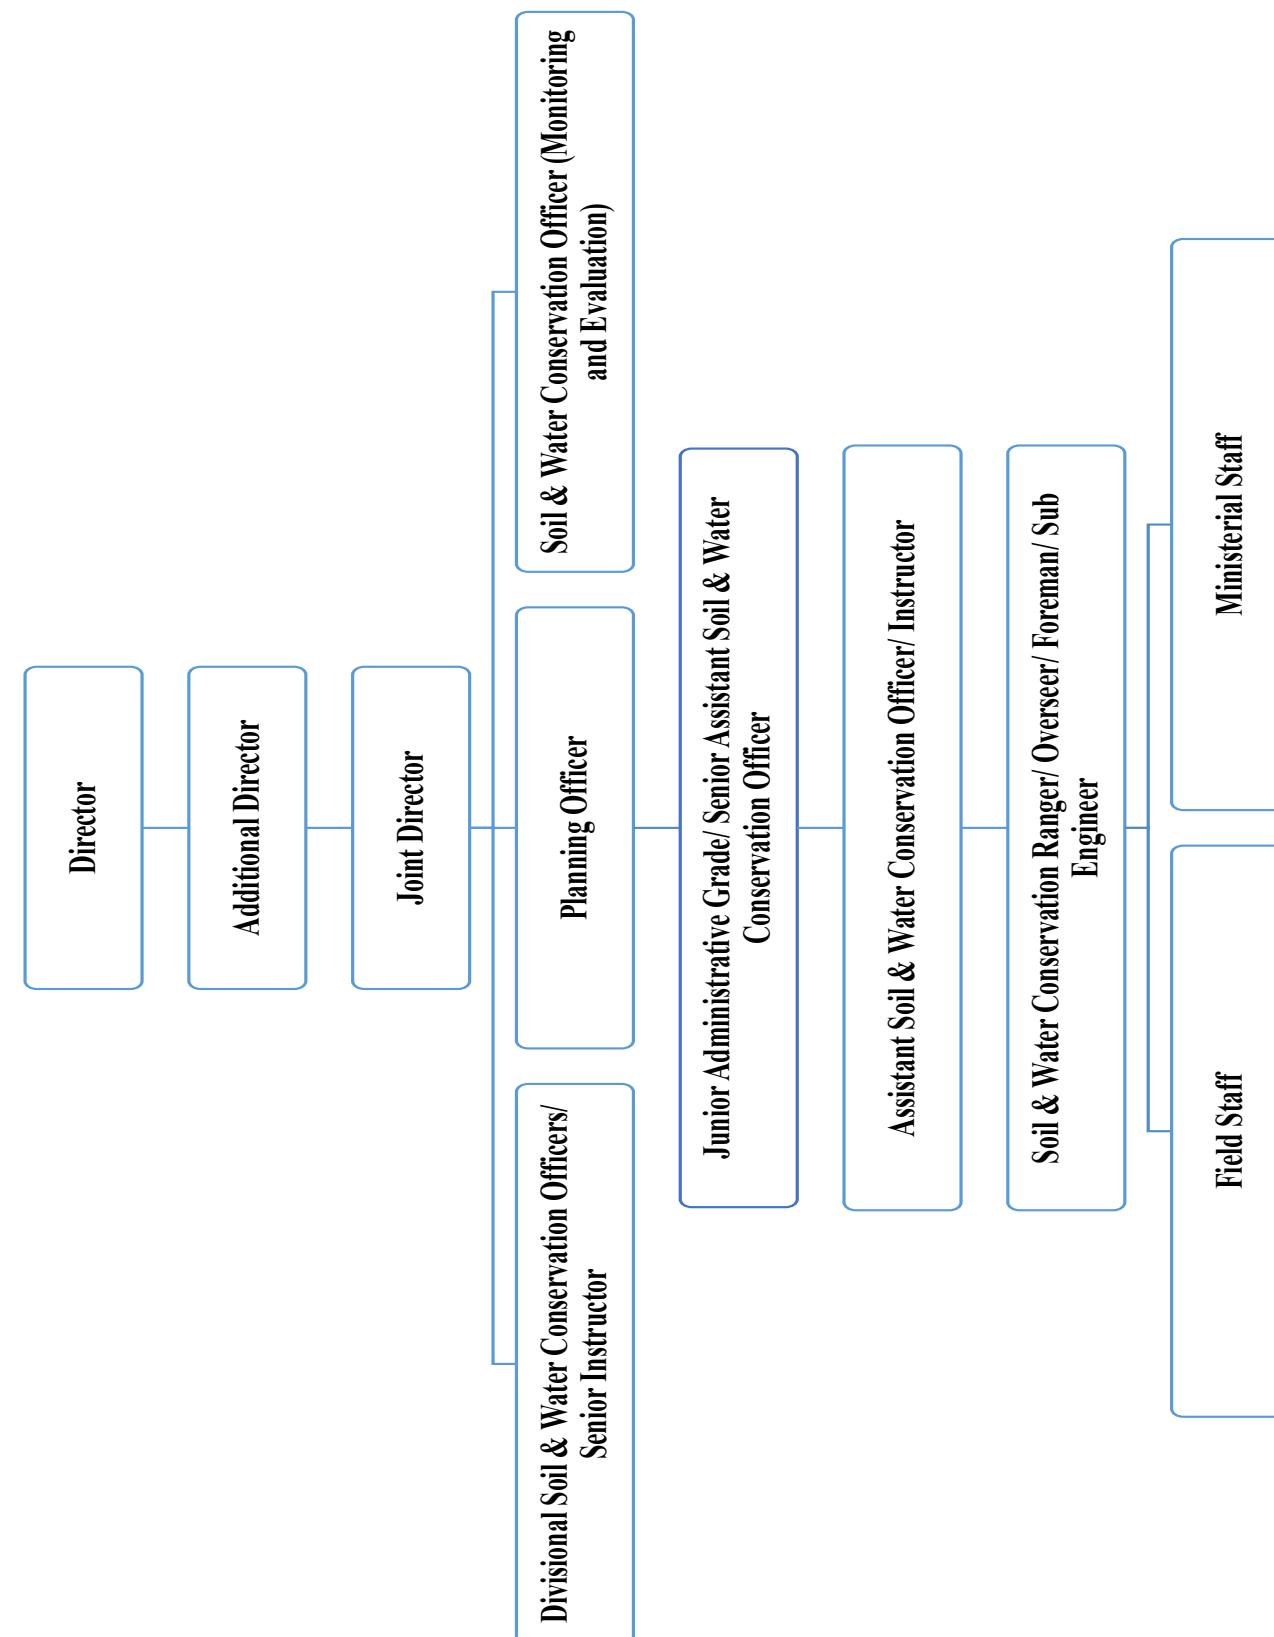 Director
Additional Director
Joint Director
Divisional Soil & Water Conservation Officers/
Senior Instructor
Planning Officer
Soil & Water Conservation Officer (Monitoring
and Evaluation)
Junior Administrative Grade/ Senior Assistant Soil & Water
Conservation Officer
Assistant Soil & Water Conservation Officer/ Instructor
Soil & Water Conservation Ranger/ Overseer/ Foreman/ Sub
Engineer
Field Staff
Ministerial Staff